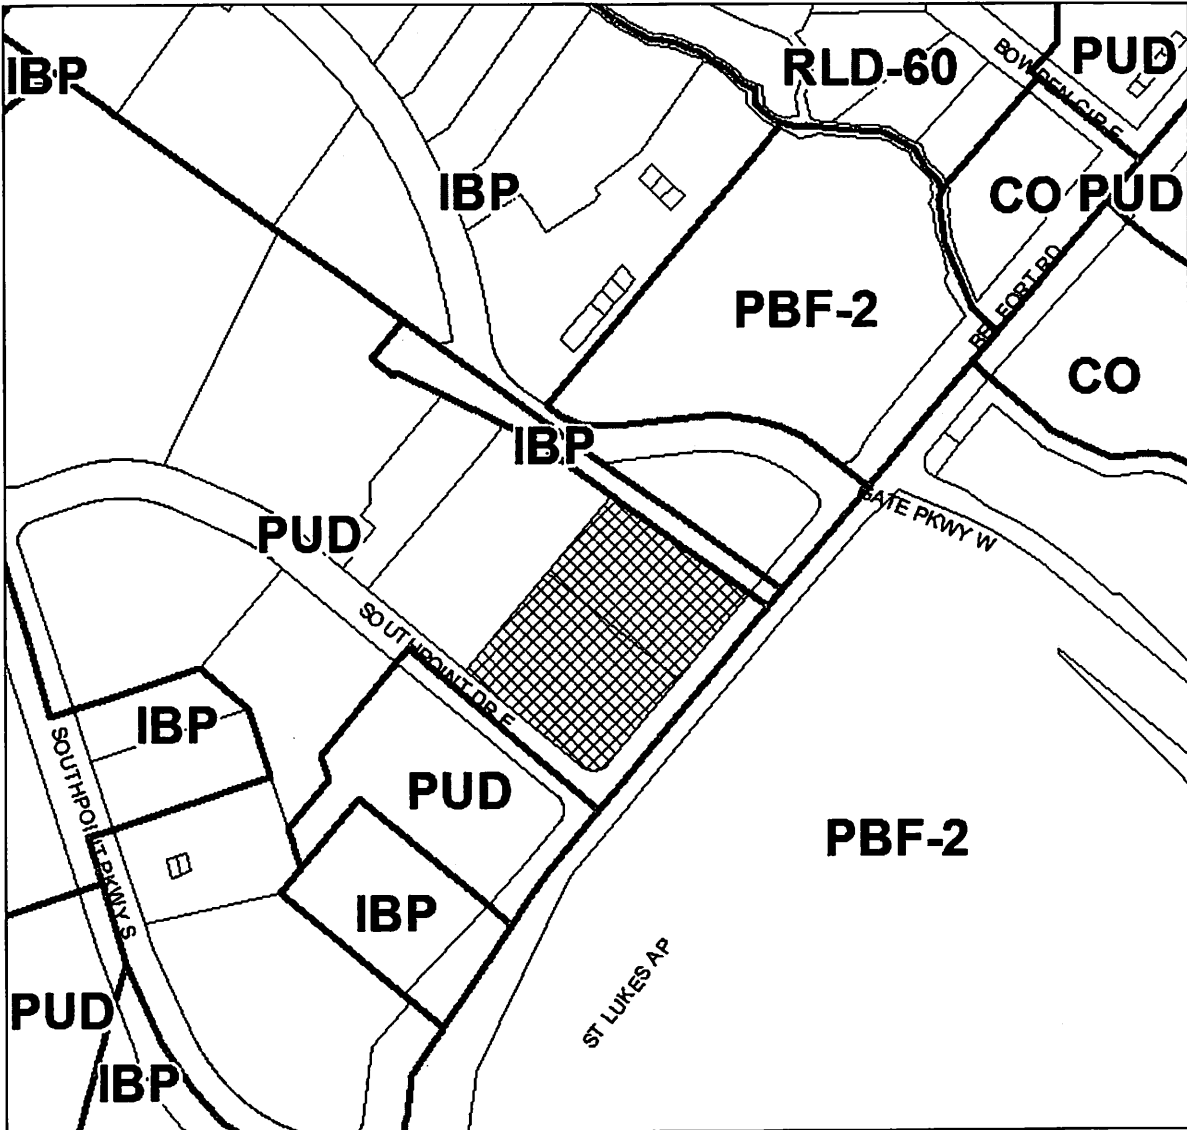 PUD
RLD-60
IBP
BOWDEN CIR E
IBP
CO
PUD
PBF-2
BELFORT RD
CO
IBP
GATE PKWY W
PUD
SOUTHPOINT DR E
IBP
SOUTHPOINT PKWY S
PUD
PBF-2
IBP
ST LUKES AP
PUD
IBP